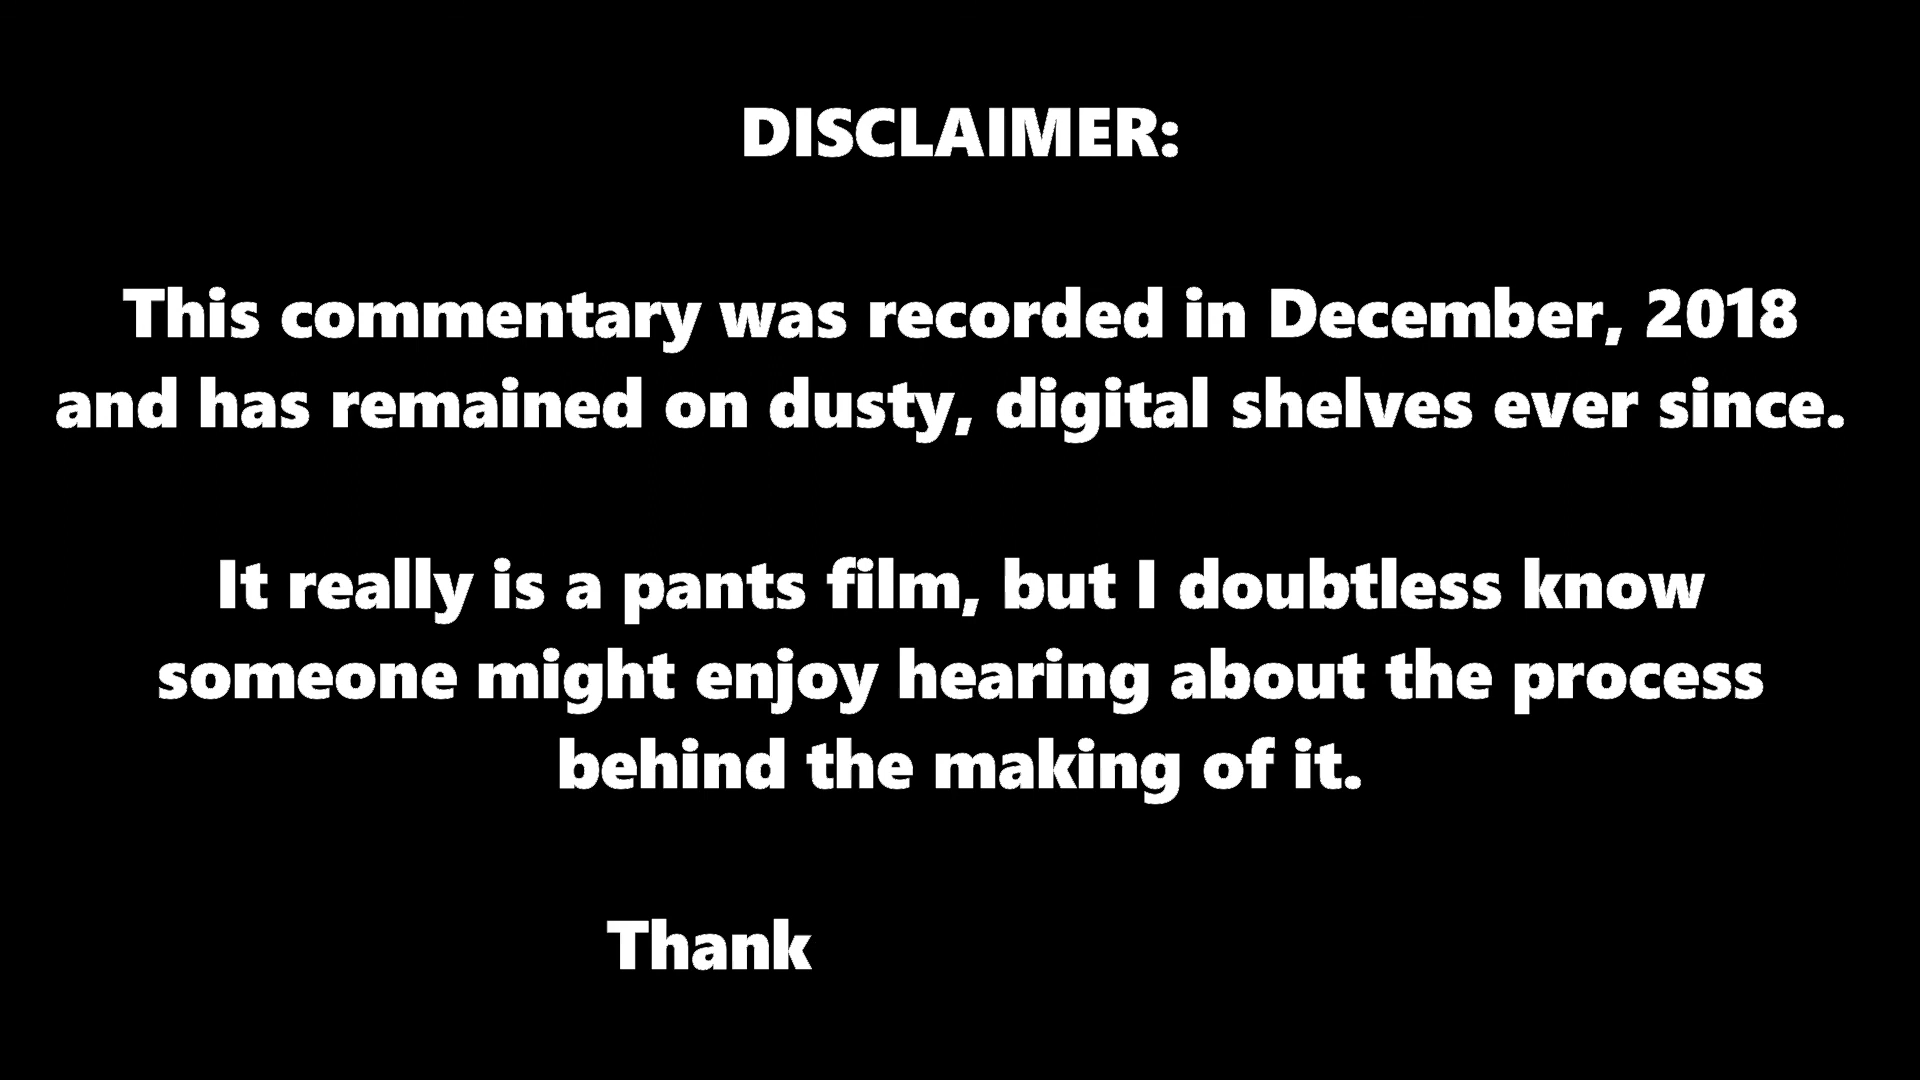 DISCLAIMER:
This commentary was recorded in December, 2018
and has remained on dusty, digital shelves ever since.
It really is a pants film, but I doubtless know
someone might enjoy hearing about the process
behind the making of it.
Thank